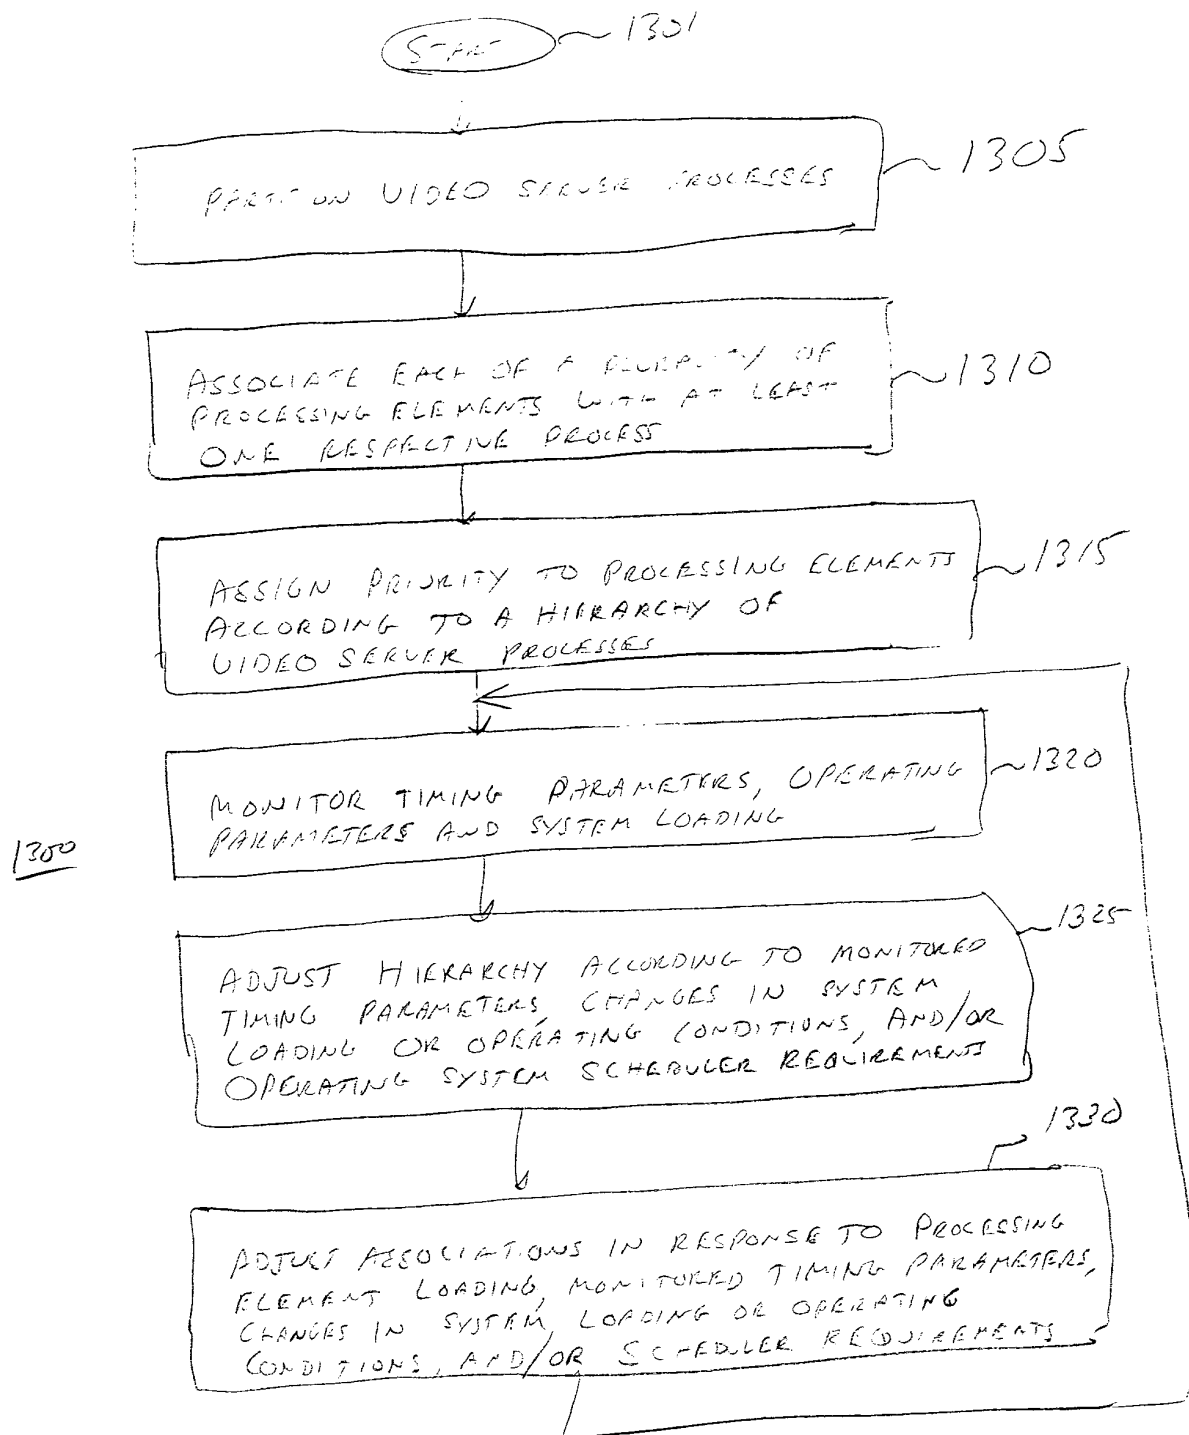 START
1301
PARTITION VIDEO SERVER PROCESSES
1305
ASSOCIATE EACH OF A PLURALITY OF
PROCESSING ELEMENTS WITH AT LEAST
ONE RESPECTIVE PROCESS
1310
ASSIGN PRIORITY TO PROCESSING ELEMENTS
ACCORDING TO A HIERARCHY OF
VIDEO SERVER PROCESSES
1315
MONITOR TIMING PARAMETERS, OPERATING
PARAMETERS AND SYSTEM LOADING
1320
1300
ADJUST HIERARCHY ACCORDING TO MONITORED
TIMING PARAMETERS, CHANGES IN SYSTEM
LOADING OR OPERATING CONDITIONS, AND/OR
OPERATING SYSTEM SCHEDULER REQUIREMENTS
1325
ADJUST ASSOCIATIONS IN RESPONSE TO PROCESSING
ELEMENT LOADING, MONITORED TIMING PARAMETERS,
CHANGES IN SYSTEM LOADING OR OPERATING
CONDITIONS, AND/OR SCHEDULER REQUIREMENTS
1330